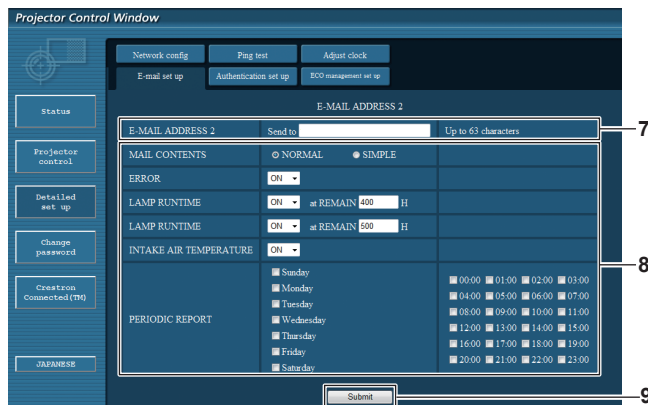 Projector Control Window
Network config Ping test Adjust clock
E-mail set up Authentication set up ECO management set up
Status
Projector control
Detailed set up
Change password
Crestron Connected(TM)
JAPANESE
E-MAIL ADDRESS 2
E-MAIL ADDRESS 2 Send to Up to 63 characters 7
MAIL CONTENTS NORMAL SIMPLE
ERROR ON
LAMP RUNTIME ON at REMAIN 400 H
LAMP RUNTIME ON at REMAIN 500 H
INTAKE AIR TEMPERATURE ON
8
PERIODIC REPORT
Sunday
Monday
Tuesday
Wednesday
Thursday
Friday
Saturday
00:00 01:00 02:00 03:00
04:00 05:00 06:00 07:00
08:00 09:00 10:00 11:00
12:00 13:00 14:00 15:00
16:00 17:00 18:00 19:00
20:00 21:00 22:00 23:00
Submit 9